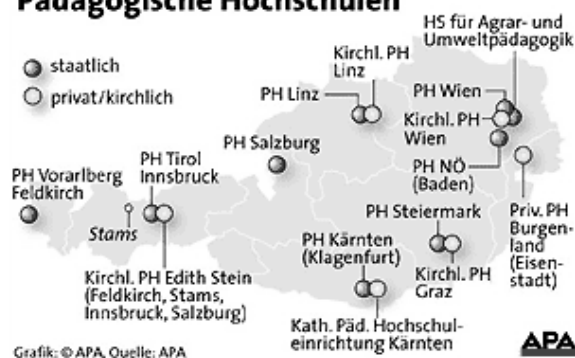 Pädagogische Hochschulen
staatlich
privat/kirchlich
HS für Agrar- und
Umweltpädagogik
Kirchl. PH
Linz
PH Linz
PH Wien
Kirchl. PH
Wien
PH NÖ
(Baden)
PH Salzburg
PH Tirol
Innsbruck
PH Vorarlberg
Feldkirch
Stams
Kirchl. PH Edith Stein
(Feldkirch, Stams,
Innsbruck, Salzburg)
PH Steiermark
PH Kärnten
(Klagenfurt)
Kirchl. PH
Graz
Priv. PH
Burgen-
land
(Eisen-
stadt)
Kath. Päd. Hochschul-
einrichtung Kärnten
Grafik: © APA, Quelle: APA
APA